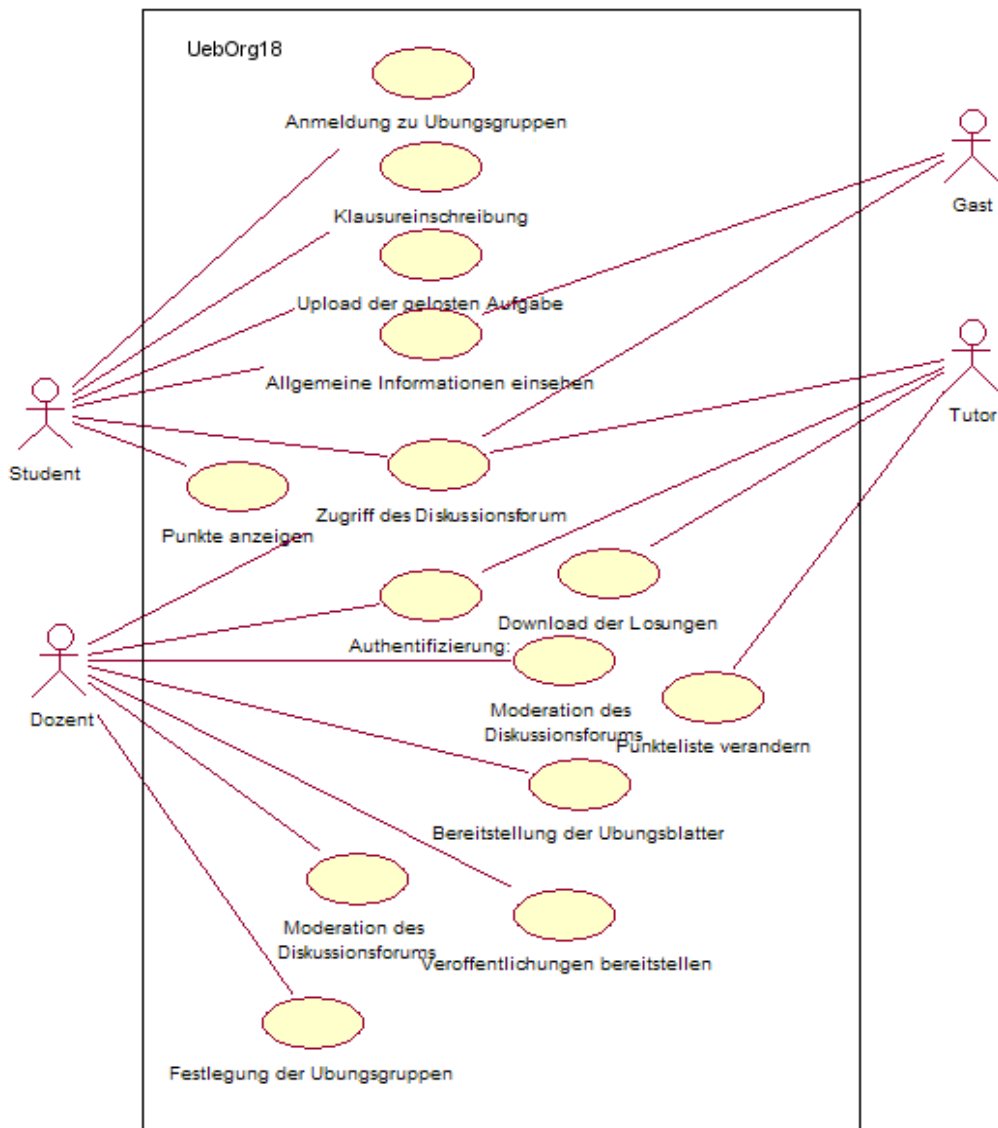 UebOrg18
Anmeldung zu Ubungsgruppen
Klausureinschreibung
Gast
Upload der gelosten Aufgabe
Allgemeine Informationen einsehen
Tutor
Student
Zugriff des Diskussionsforum
Punkte anzeigen
Download der Losungen
Authentifizierung:
Dozent
Moderation des
Diskussionsforums
Punkteliste verandern
Bereitstellung der Ubungsblatter
Moderation des
Diskussionsforums
Veroffentlichungen bereitstellen
Festlegung der Ubungsgruppen